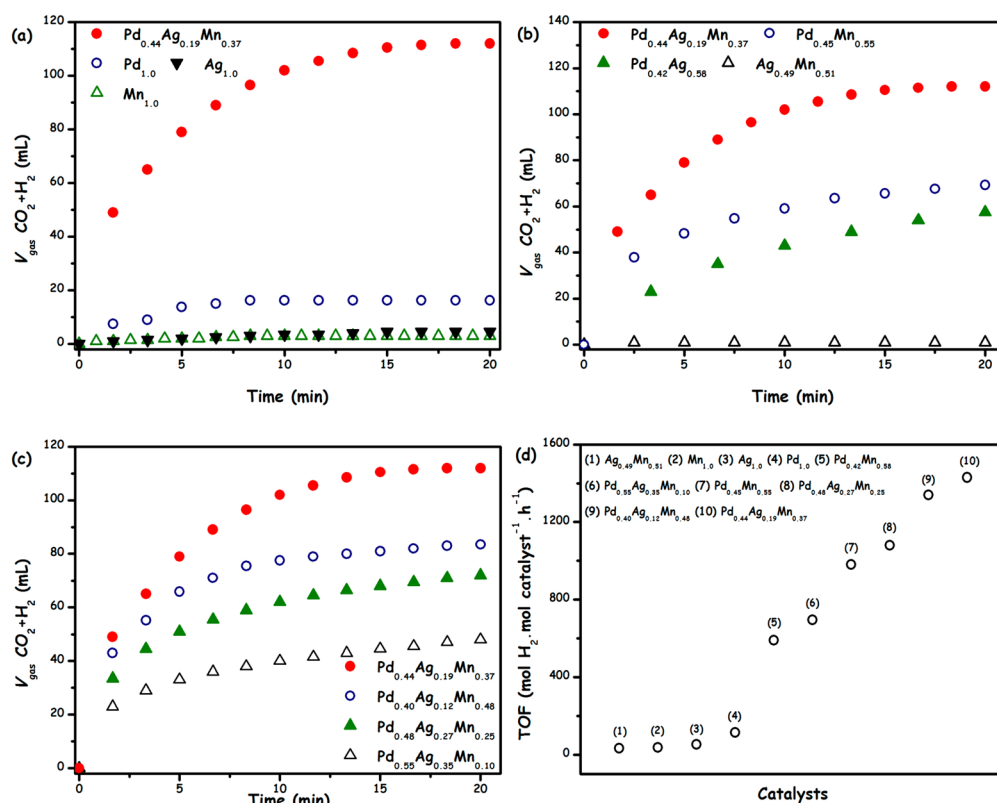 (a)
Pd0.44Ag0.19Mn0.37
Pd1.0 Ag1.0
Mn1.0
120
100
80
60
40
20
0
Vgas CO2+H2 (mL)
0 5 10 15 20
Time (min)
(b)
Pd0.44Ag0.19Mn0.37 Pd0.45Mn0.55
Pd0.42Ag0.58 Ag0.49Mn0.51
140
120
100
80
60
40
20
0
Vgas CO2+H2 (mL)
0 5 10 15 20
Time (min)
(c)
120
100
80
60
40
20
0
Vgas CO2+H2 (mL)
Pd0.44Ag0.19Mn0.37
Pd0.40Ag0.12Mn0.48
Pd0.48Ag0.27Mn0.25
Pd0.55Ag0.35Mn0.10
0 5 10 15 20
Time (min)
(d)
(1) Ag0.49Mn0.51 (2) Mn1.0 (3) Ag1.0 (4) Pd1.0 (5) Pd0.42Mn0.58
(6) Pd0.55Ag0.35Mn0.10 (7) Pd0.45Mn0.55 (8) Pd0.48Ag0.27Mn0.25
(9) Pd0.40Ag0.12Mn0.48 (10) Pd0.44Ag0.19Mn0.37
1600
1200
800
400
0
TOF (mol H2.mol catalyst-1.h-1)
(1) (2) (3) (4) (5) (6) (7) (8) (9) (10)
Catalysts